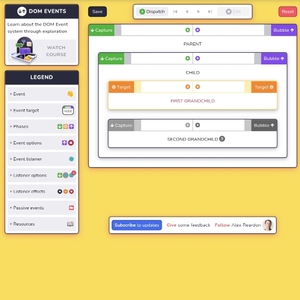 DOM EVENTS
Learn about the DOM Event
system through exploration
WATCH
COURSE
LEGEND
Event
Event target
Phases
Event options
Event listener
Listener options
Listener effects
Passive events
Resources
Save
Dispatch
Reset
Capture
Bubble
PARENT
Capture
Bubble
CHILD
Target
Target
FIRST GRANDCHILD
Capture
Bubble
SECOND GRANDCHILD
Subscribe to updates
Give some feedback
Follow Alex Reardon